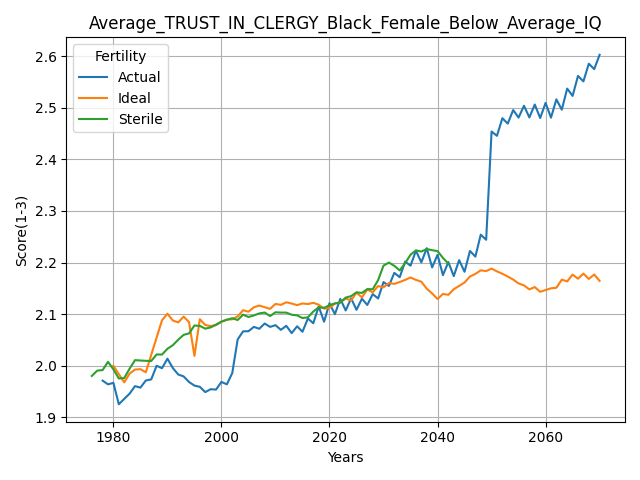 Average_TRUST_IN_CLERGY_Black_Female_Below_Average_IQ
Fertility
Actual
Ideal
Sterile
Score(1-3)
2.6
2.5
2.4
2.3
2.2
2.1
2.0
1.9
1980 2000 2020 2040 2060
Years